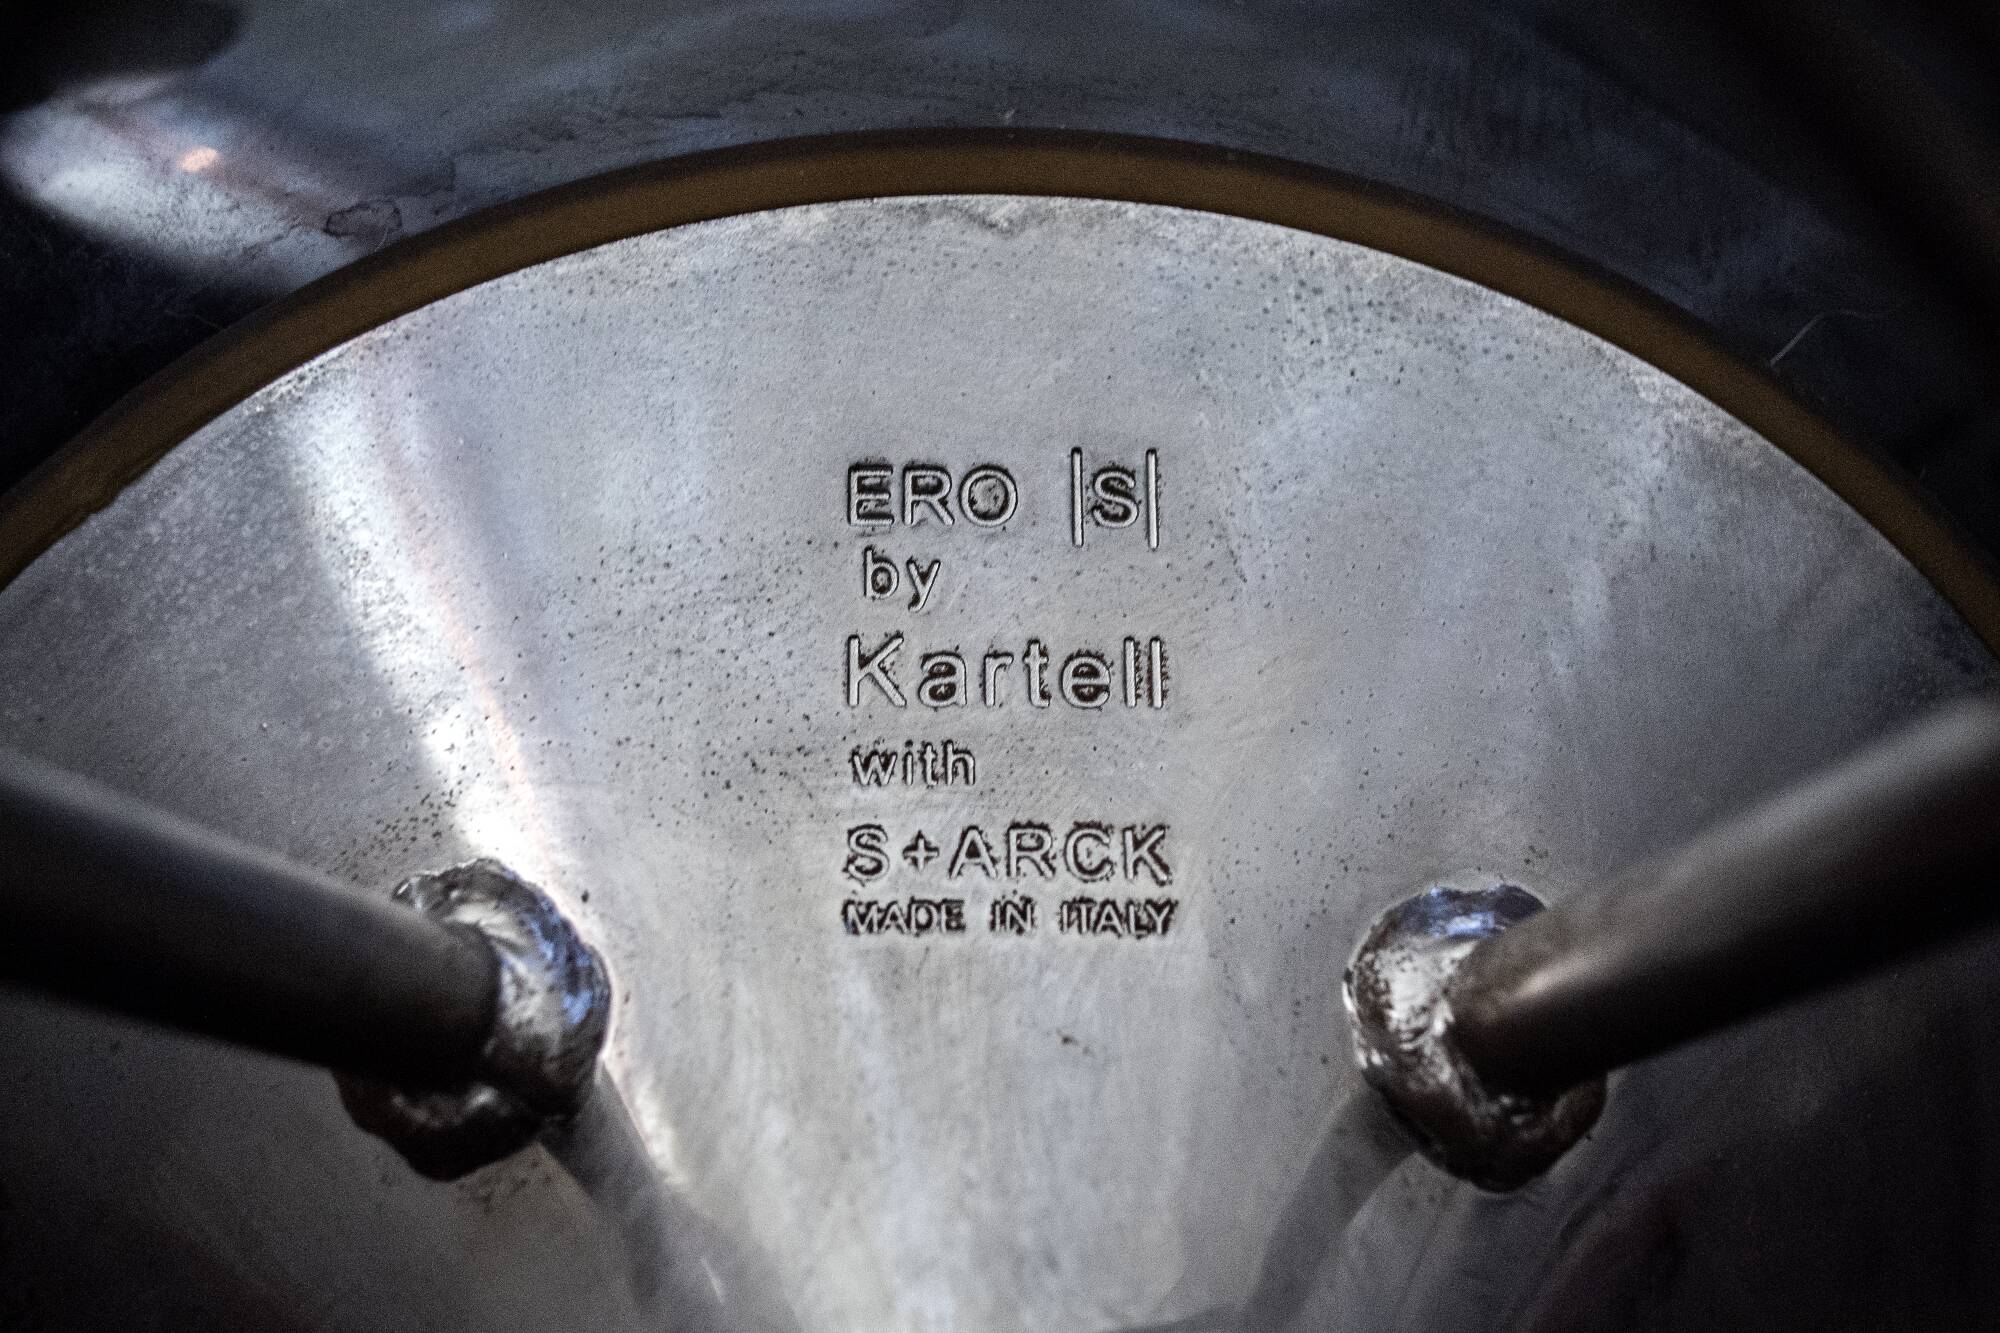 ERO |S|
by
Kartell
with
S+ARCK
MADE IN ITALY